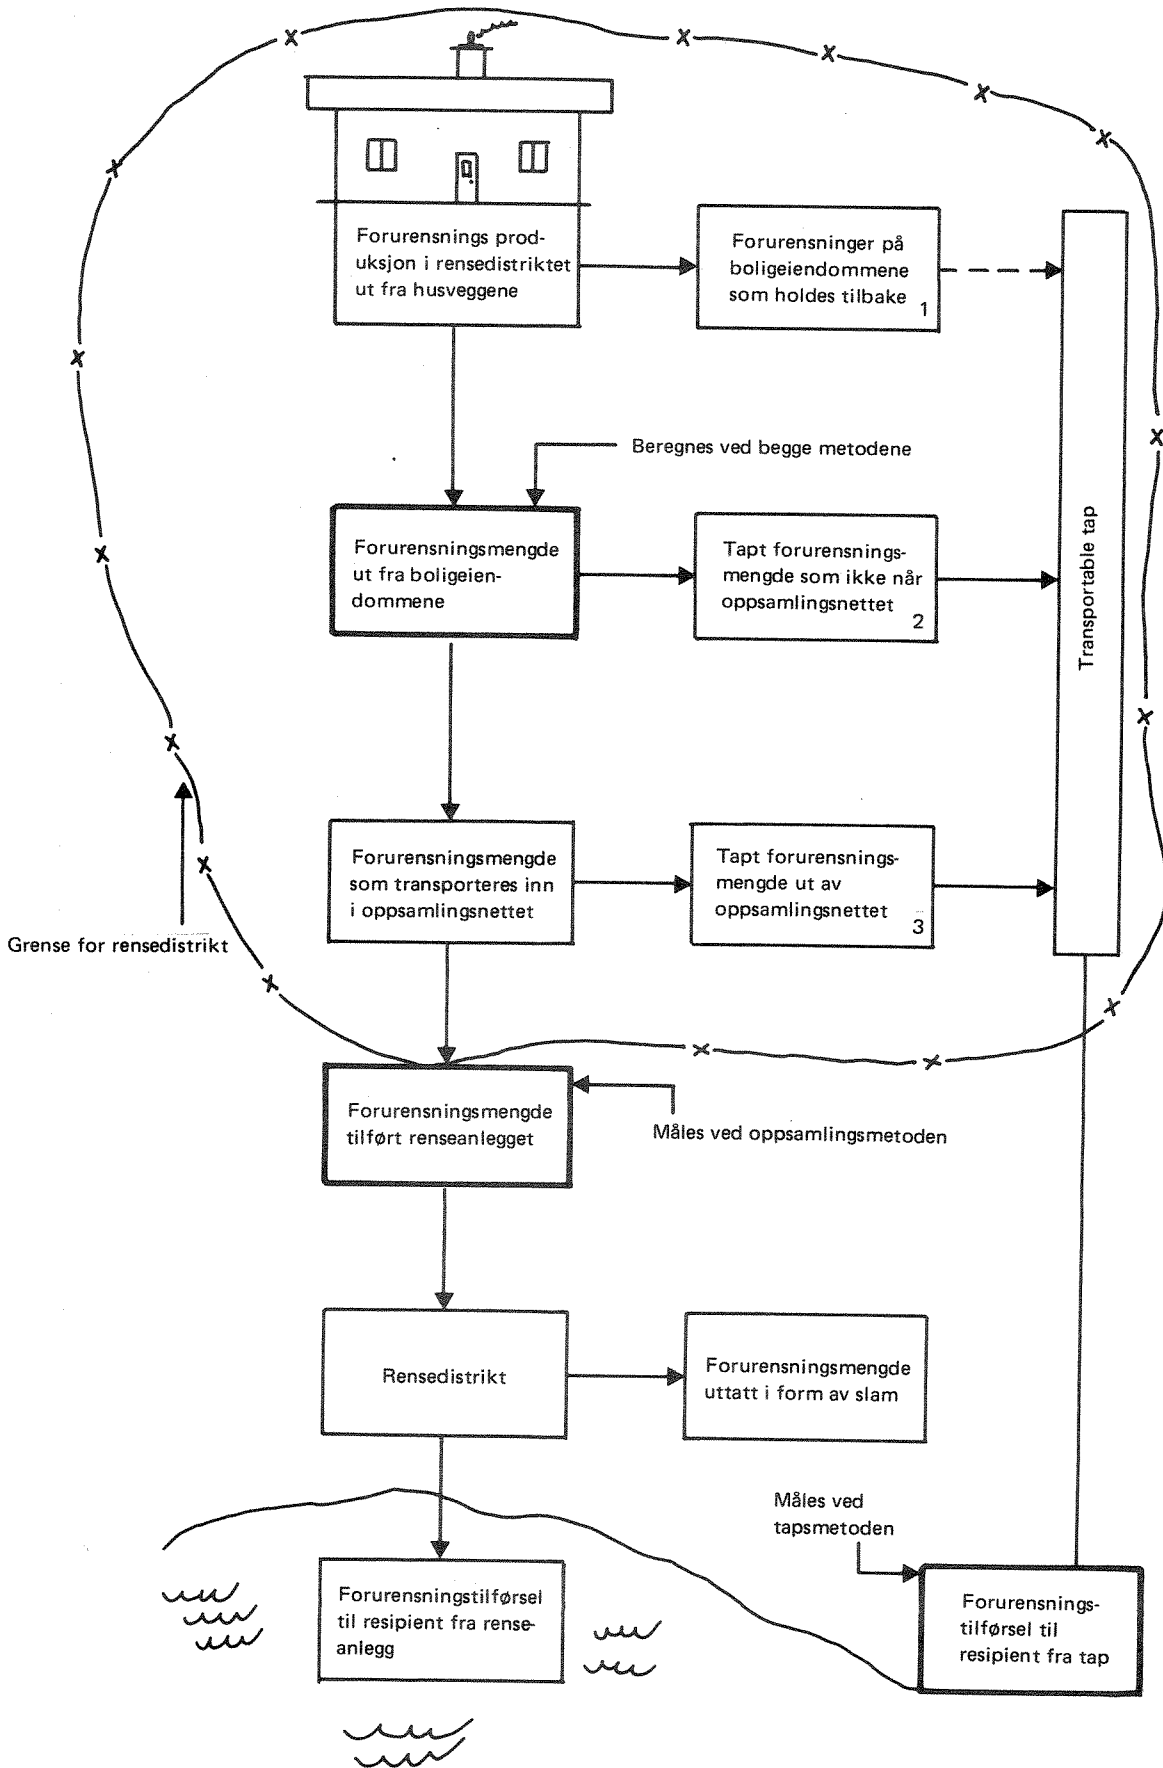 Forurensnings prod-
uksjon i rensedistriktet
ut fra husveggene
Forurensninger på
boligeiendommene
som holdes tilbake
1
Beregnes ved begge metodene
Forurensningsmengde
ut fra boligeien-
dommene
Tapt forurensnings-
mengde som ikke når
oppsamlingsnettet
2
Transportable tap
Forurensningsmengde
som transporteres inn
i oppsamlingsnettet
Tapt forurensnings-
mengde ut av
oppsamlingsnettet
3
Grense for rensedistrikt
Forurensningsmengde
tilført renseanlegget
Måles ved oppsamlingsmetoden
Rensedistrikt
Forurensningsmengde
uttatt i form av slam
Måles ved
tapsmetoden
Forurensningstilførsel
til resipient fra rense-
anlegg
Forurensnings-
tilførsel til
resipient fra tap